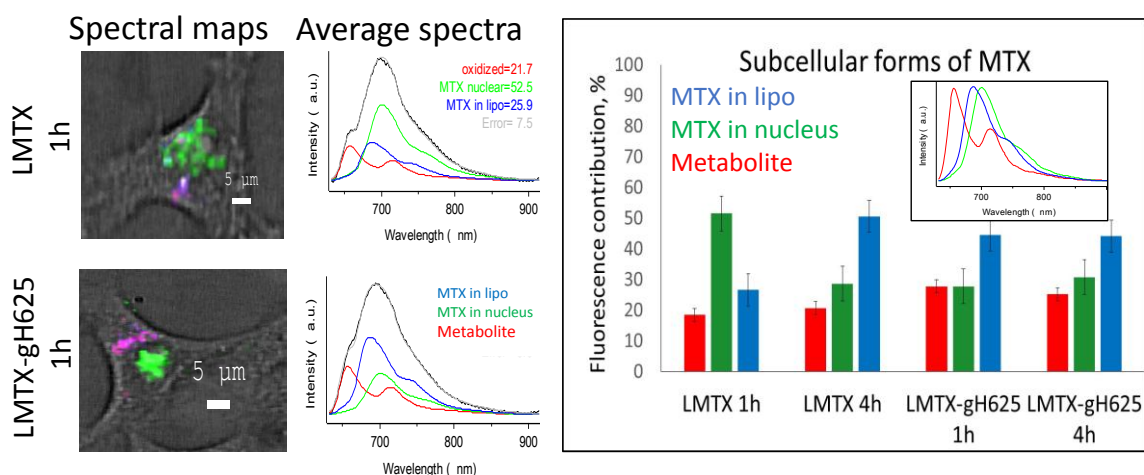 Spectral maps
Average spectra
LMTX
1h
5 μm
Intensity ( a.u.)
oxidized=21.7
MTX nuclear=52.5
MTX in lipo=25.9
Error= 7.5
700
800
900
Wavelength ( nm)
LMTX-gH625
1h
5 μm
Intensity ( a.u.)
MTX in lipo
MTX in nucleus
Metabolite
700
800
900
Wavelength ( nm)
Subcellular forms of MTX
MTX in lipo
MTX in nucleus
Metabolite
Fluorescence contribution, %
100
90
80
70
60
50
40
30
20
10
0
Intensity ( a.u.)
700
800
Wavelength ( nm)
LMTX 1h
LMTX 4h
LMTX-gH625
1h
LMTX-gH625
4h